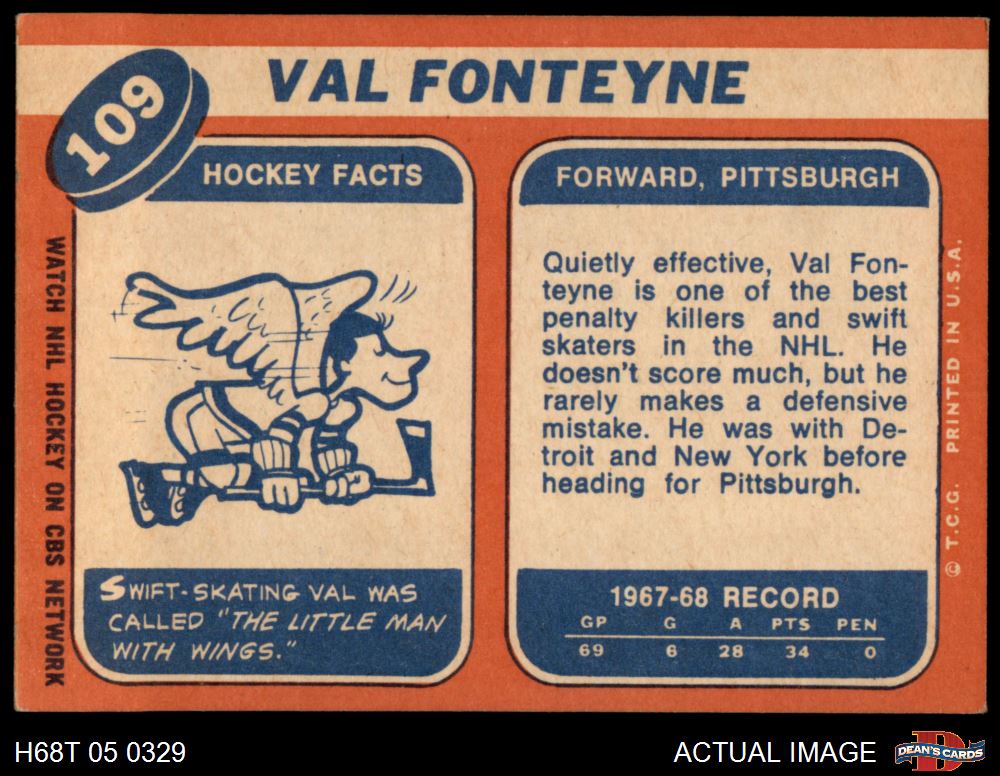 109
VAL FONTEYNE
HOCKEY FACTS
SWIFT-SKATING VAL WAS
CALLED "THE LITTLE MAN
WITH WINGS."
FORWARD, PITTSBURGH
Quietly effective, Val Fon-
teyne is one of the best
penalty killers and swift
skaters in the NHL. He
doesn't score much, but he
rarely makes a defensive
mistake. He was with De-
troit and New York before
heading for Pittsburgh.
1967-68 RECORD
GP G A PTS PEN
69 6 28 34 0
WATCH NHL HOCKEY ON CBS NETWORK
© T.C.G. PRINTED IN U.S.A.
H68T 05 0329
ACTUAL IMAGE
D
DEAN'S CARDS